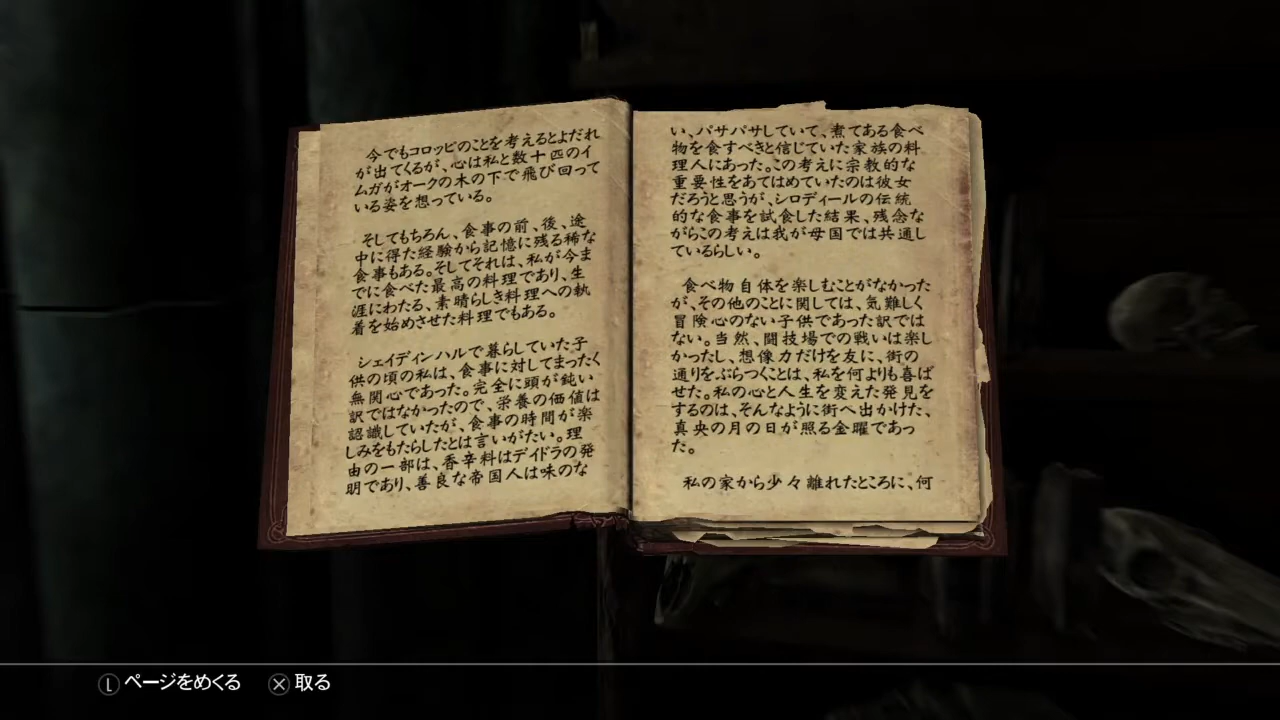 今でもコロッピのことを考えるとよだれ
が出てくるが、心は私と数十匹のイ
ムガがオークの木の下で飛び回って
いる姿を想っている。
そしてもちろん、食事の前、後、途
中に得た経験から記憶に残る稀な
食事もある。そしてそれは、私が今ま
でに食べた最高の料理であり、生
涯にわたる、素晴らしき料理への執
着を始めさせた料理でもある。
シェイディンハルで暮らしていた子
供の頃の私は、食事に対してまったく
無関心であった。完全に頭が鈍い
訳ではなかったので、栄養の価値は
認識していたが、食事の時間が楽
しみをもたらしたとは言いがたい。理
由の一部は、香辛料はデイドラの発
明であり、善良な帝国人は味のな
い、パサパサしていて、煮てある食べ
物を食すべきと信じていた家族の料
理人にあった。この考えに宗教的な
重要性をあてはめていたのは彼女
だろうと思うが、シロディールの伝統
的な食事を試食した結果、残念な
がらこの考えは我が母国では共通し
ているらしい。
食べ物自体を楽しむことがなかった
が、その他のことに関しては、気難しく
冒険心のない子供であった訳では
ない。当然、闘技場での戦いは楽し
かったし、想像力だけを友に、街の
通りをぶらつくことは、私を何よりも喜ば
せた。私の心と人生を変えた発見を
するのは、そんなように街へ出かけた、
真央の月の日が照る金曜であっ
た。
私の家から少々離れたところに、何
L ページをめくる × 取る